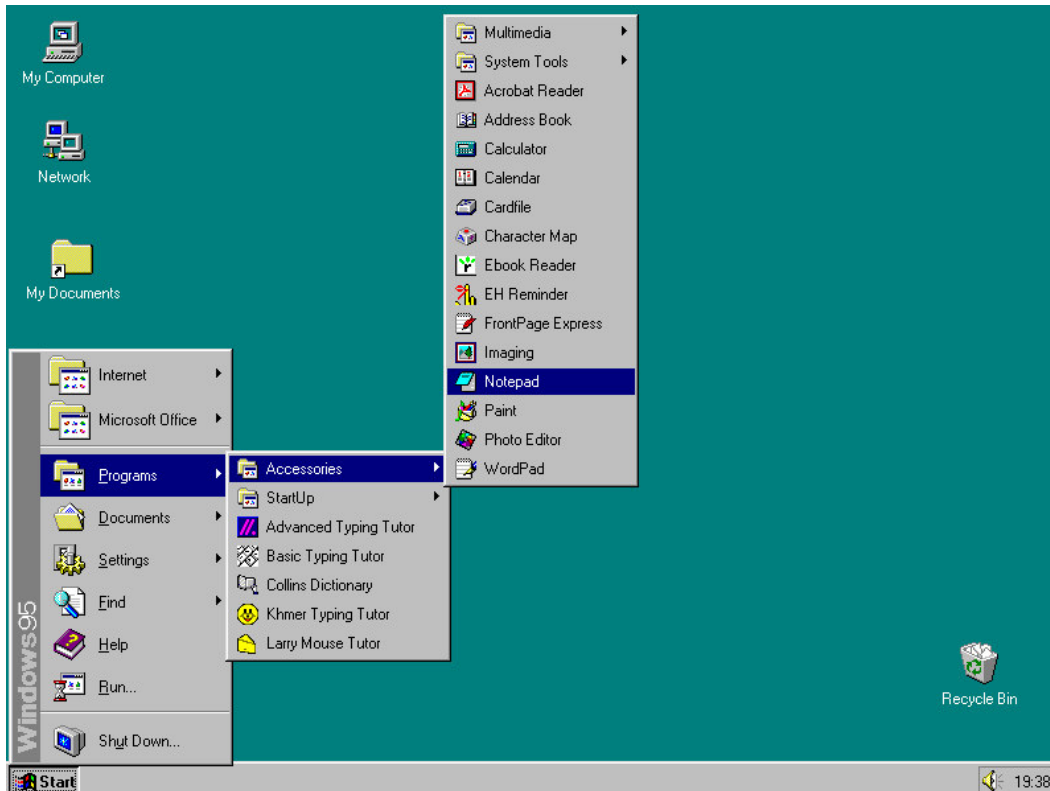 My Computer
Network
My Documents
Multimedia
System Tools
Acrobat Reader
Address Book
Calculator
Calendar
Cardfile
Character Map
Ebook Reader
EH Reminder
FrontPage Express
Imaging
Notepad
Paint
Photo Editor
WordPad
Internet
Microsoft Office
Programs
Documents
Settings
Find
Help
Run...
Shut Down...
Windows95
Accessories
StartUp
Advanced Typing Tutor
Basic Typing Tutor
Collins Dictionary
Khmer Typing Tutor
Larry Mouse Tutor
Recycle Bin
Start
19:38